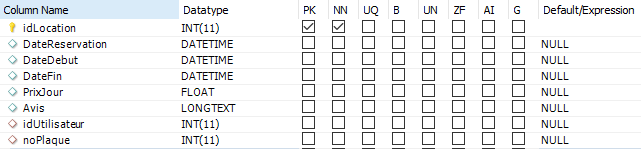 Column Name Datatype PK NN UQ B UN ZF AI G Default/Expression
idLocation INT(11)
DateReservation DATETIME NULL
DateDebut DATETIME NULL
DateFin DATETIME NULL
PrixJour FLOAT NULL
Avis LONGTEXT NULL
idUtilisateur INT(11) NULL
noPlaque INT(11) NULL